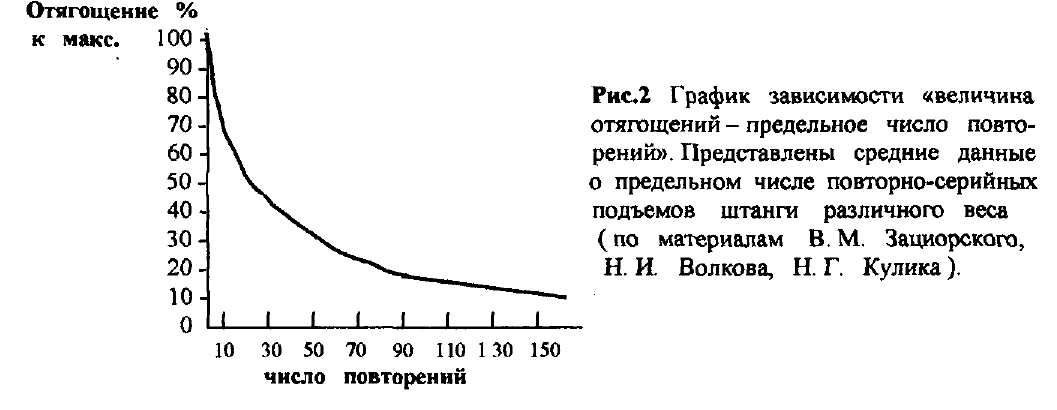 Отягощение %
к макс.
100
90
80
70
60
50
40
30
20
10
0
10 30 50 70 90 110 130 150
число повторений
Рис.2 График зависимости «величина
отягощений – предельное число повто-
рений». Представлены средние данные
о предельном числе повторно-серийных
подъемов штанги различного веса
( по материалам В. М. Зациорского,
Н. И. Волкова, Н. Г. Кулика ).